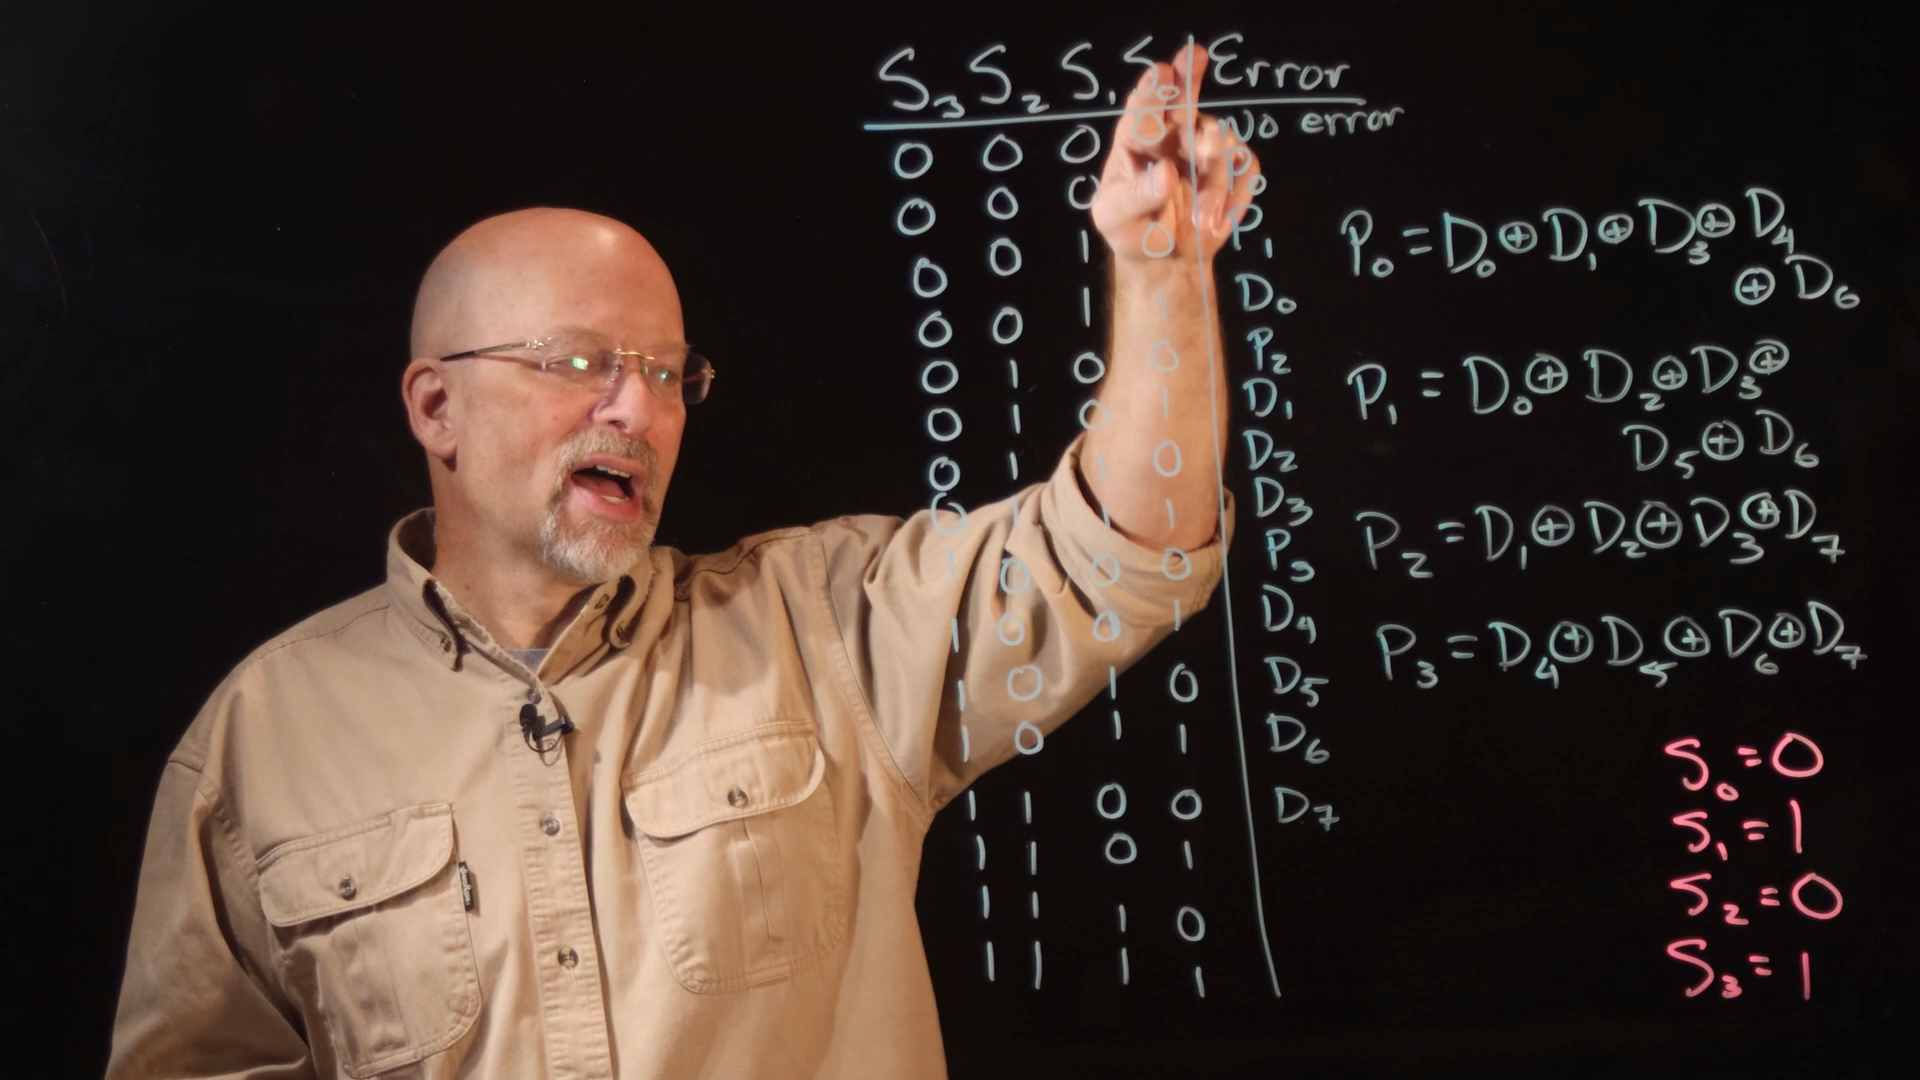 S₃ S₂ S₁ S₀ Error
0 0 0 0 No error
0 0 0 1 P₀
0 0 1 0 P₁
0 0 1 1 D₀
0 1 0 0 P₂
0 1 0 1 D₁
0 1 1 0 D₂
0 1 1 1 D₃
1 0 0 0 P₃
1 0 0 1 D₄
1 0 1 0 D₅
1 0 1 1 D₆
1 1 0 0 D₇
1 1 0 1
1 1 1 0
1 1 1 1
P₀ = D₀ ⊕ D₁ ⊕ D₃ ⊕ D₄
⊕ D₆
P₁ = D₀ ⊕ D₂ ⊕ D₃ ⊕
D₅ ⊕ D₆
P₂ = D₁ ⊕ D₂ ⊕ D₃ ⊕ D₇
P₃ = D₄ ⊕ D₅ ⊕ D₆ ⊕ D₇
S₀ = 0
S₁ = 1
S₂ = 0
S₃ = 1